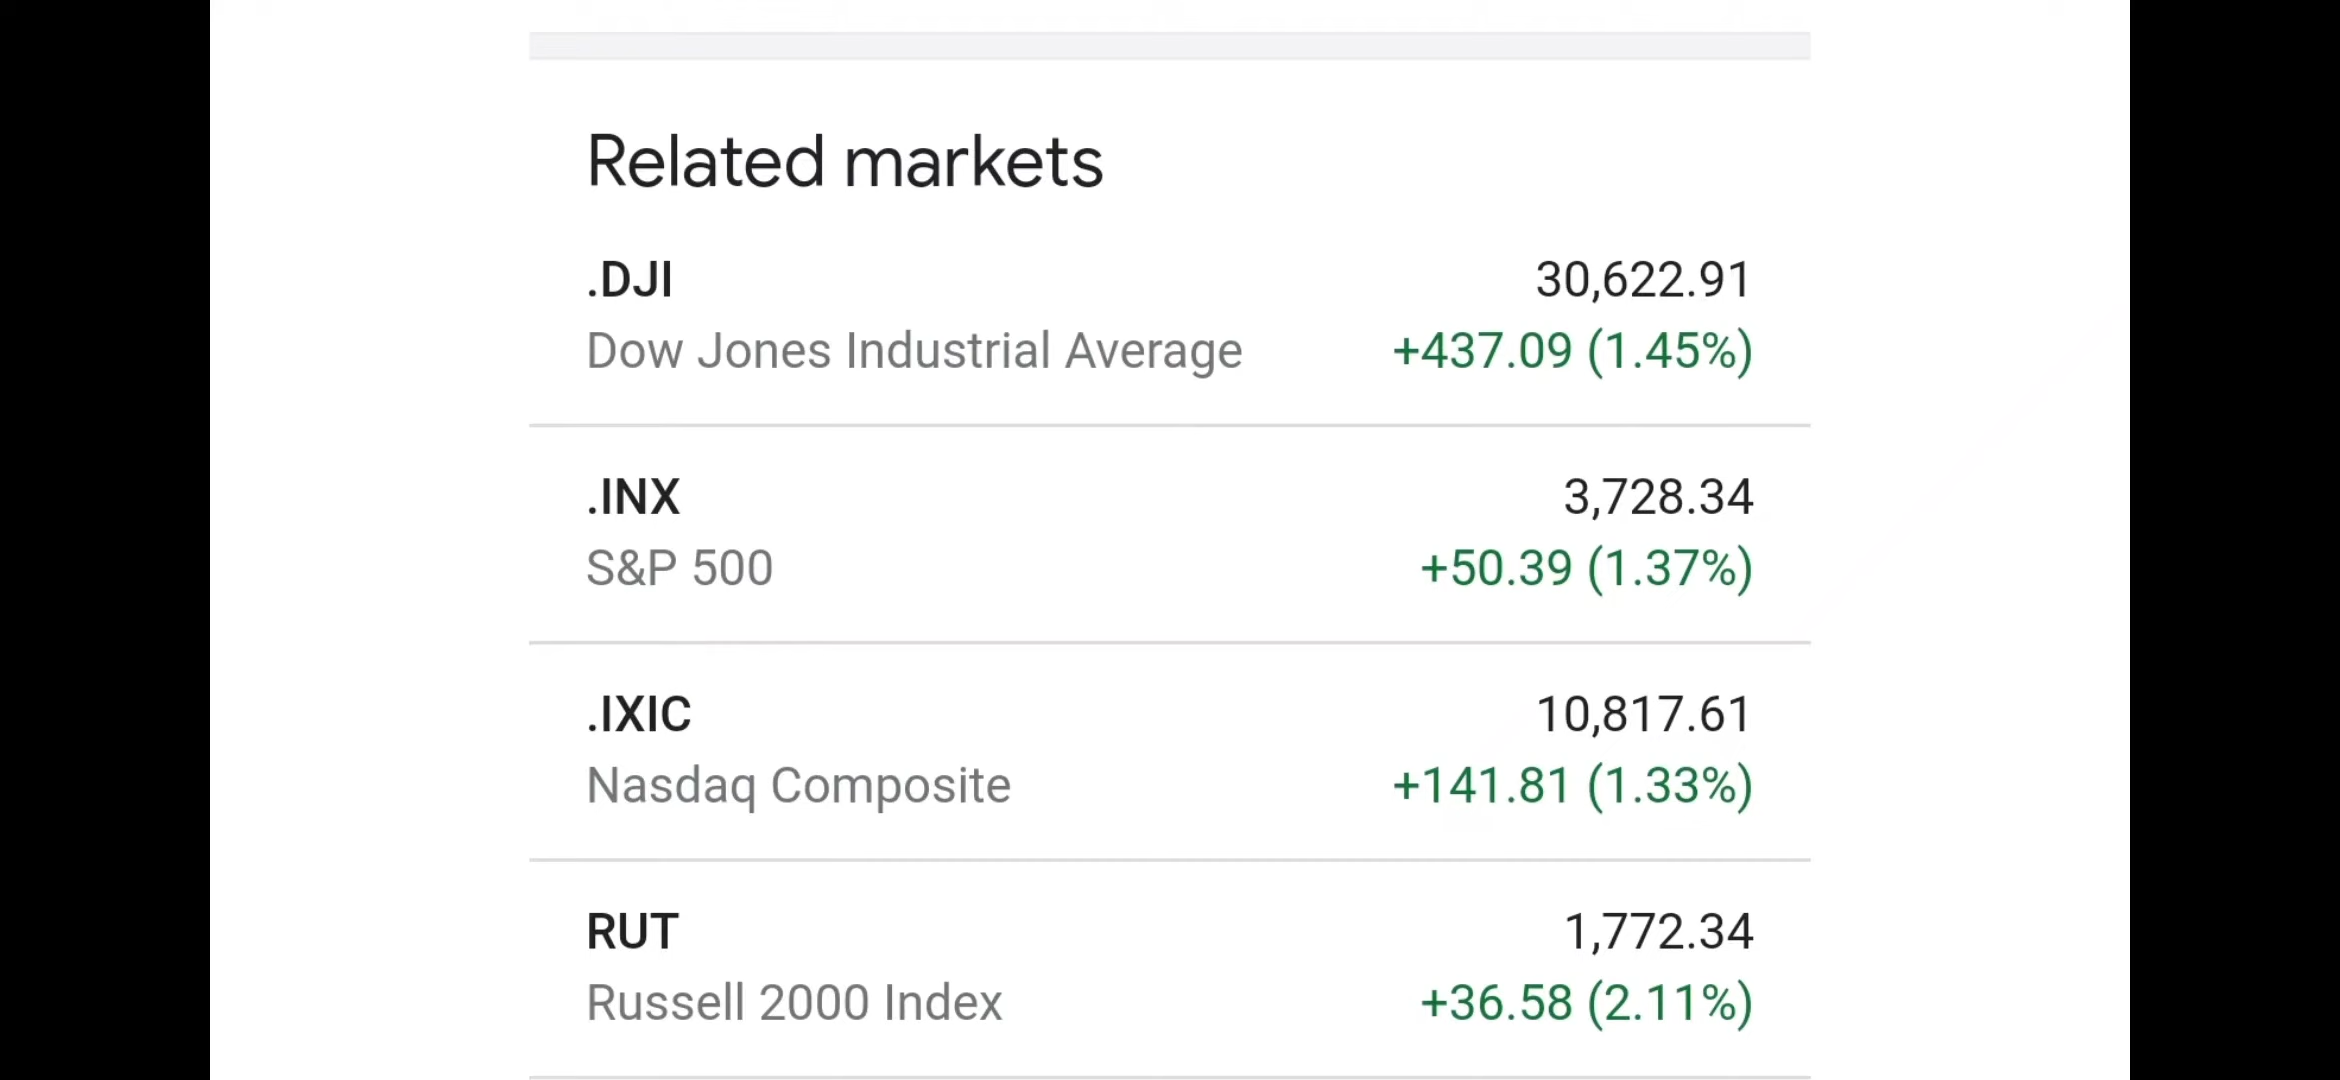 Related markets
.DJI 30,622.91
Dow Jones Industrial Average +437.09 (1.45%)
.INX 3,728.34
S&P 500 +50.39 (1.37%)
.IXIC 10,817.61
Nasdaq Composite +141.81 (1.33%)
RUT 1,772.34
Russell 2000 Index +36.58 (2.11%)